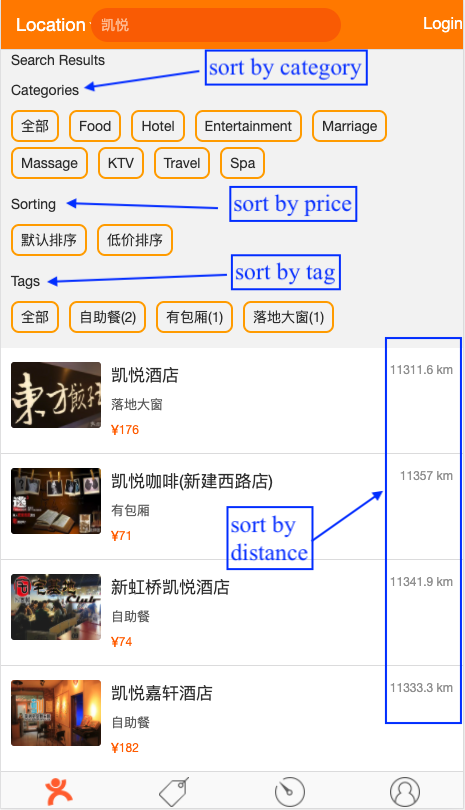 Location
凯悦
Login
Search Results
sort by category
Categories
全部
Food
Hotel
Entertainment
Marriage
Massage
KTV
Travel
Spa
Sorting
sort by price
默认排序
低价排序
sort by tag
Tags
全部
自助餐(2)
有包厢(1)
落地大窗(1)
東方餃子
凯悦酒店
11311.6 km
落地大窗
¥176
凯悦咖啡(新建西路店)
11357 km
有包厢
¥71
sort by
distance
新虹桥凯悦酒店
11341.9 km
自助餐
¥74
Club
凯悦嘉轩酒店
11333.3 km
自助餐
¥182